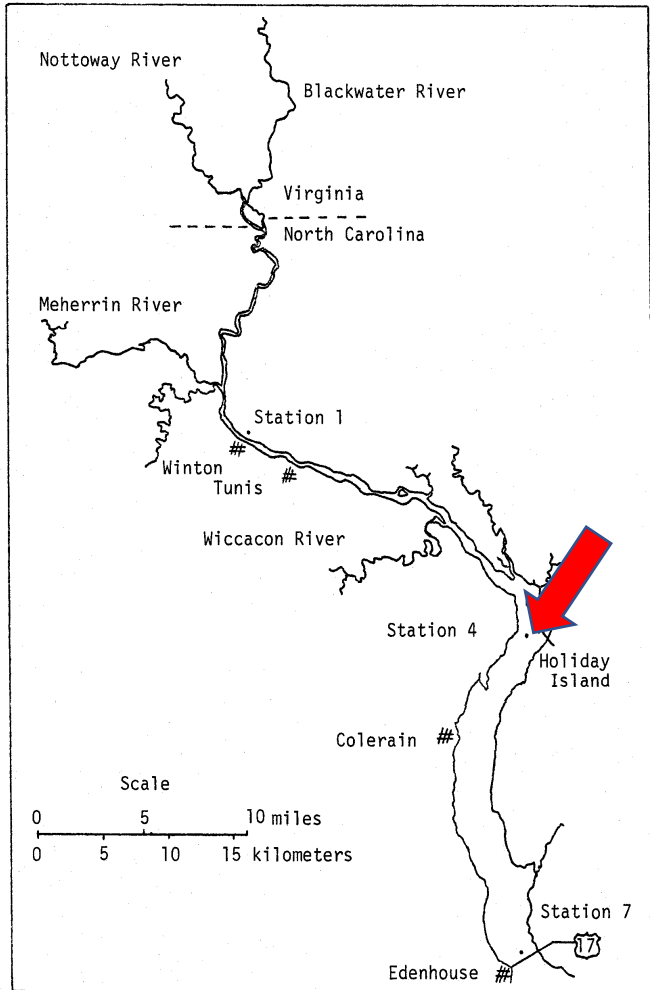 Nottoway River
Blackwater River
Virginia
North Carolina
Meherrin River
Station 1
Winton
Tunis
Wiccacon River
Station 4
Holiday
Island
Colerain
Scale
0 5 10 miles
0 5 10 15 kilometers
Station 7
17
Edenhouse